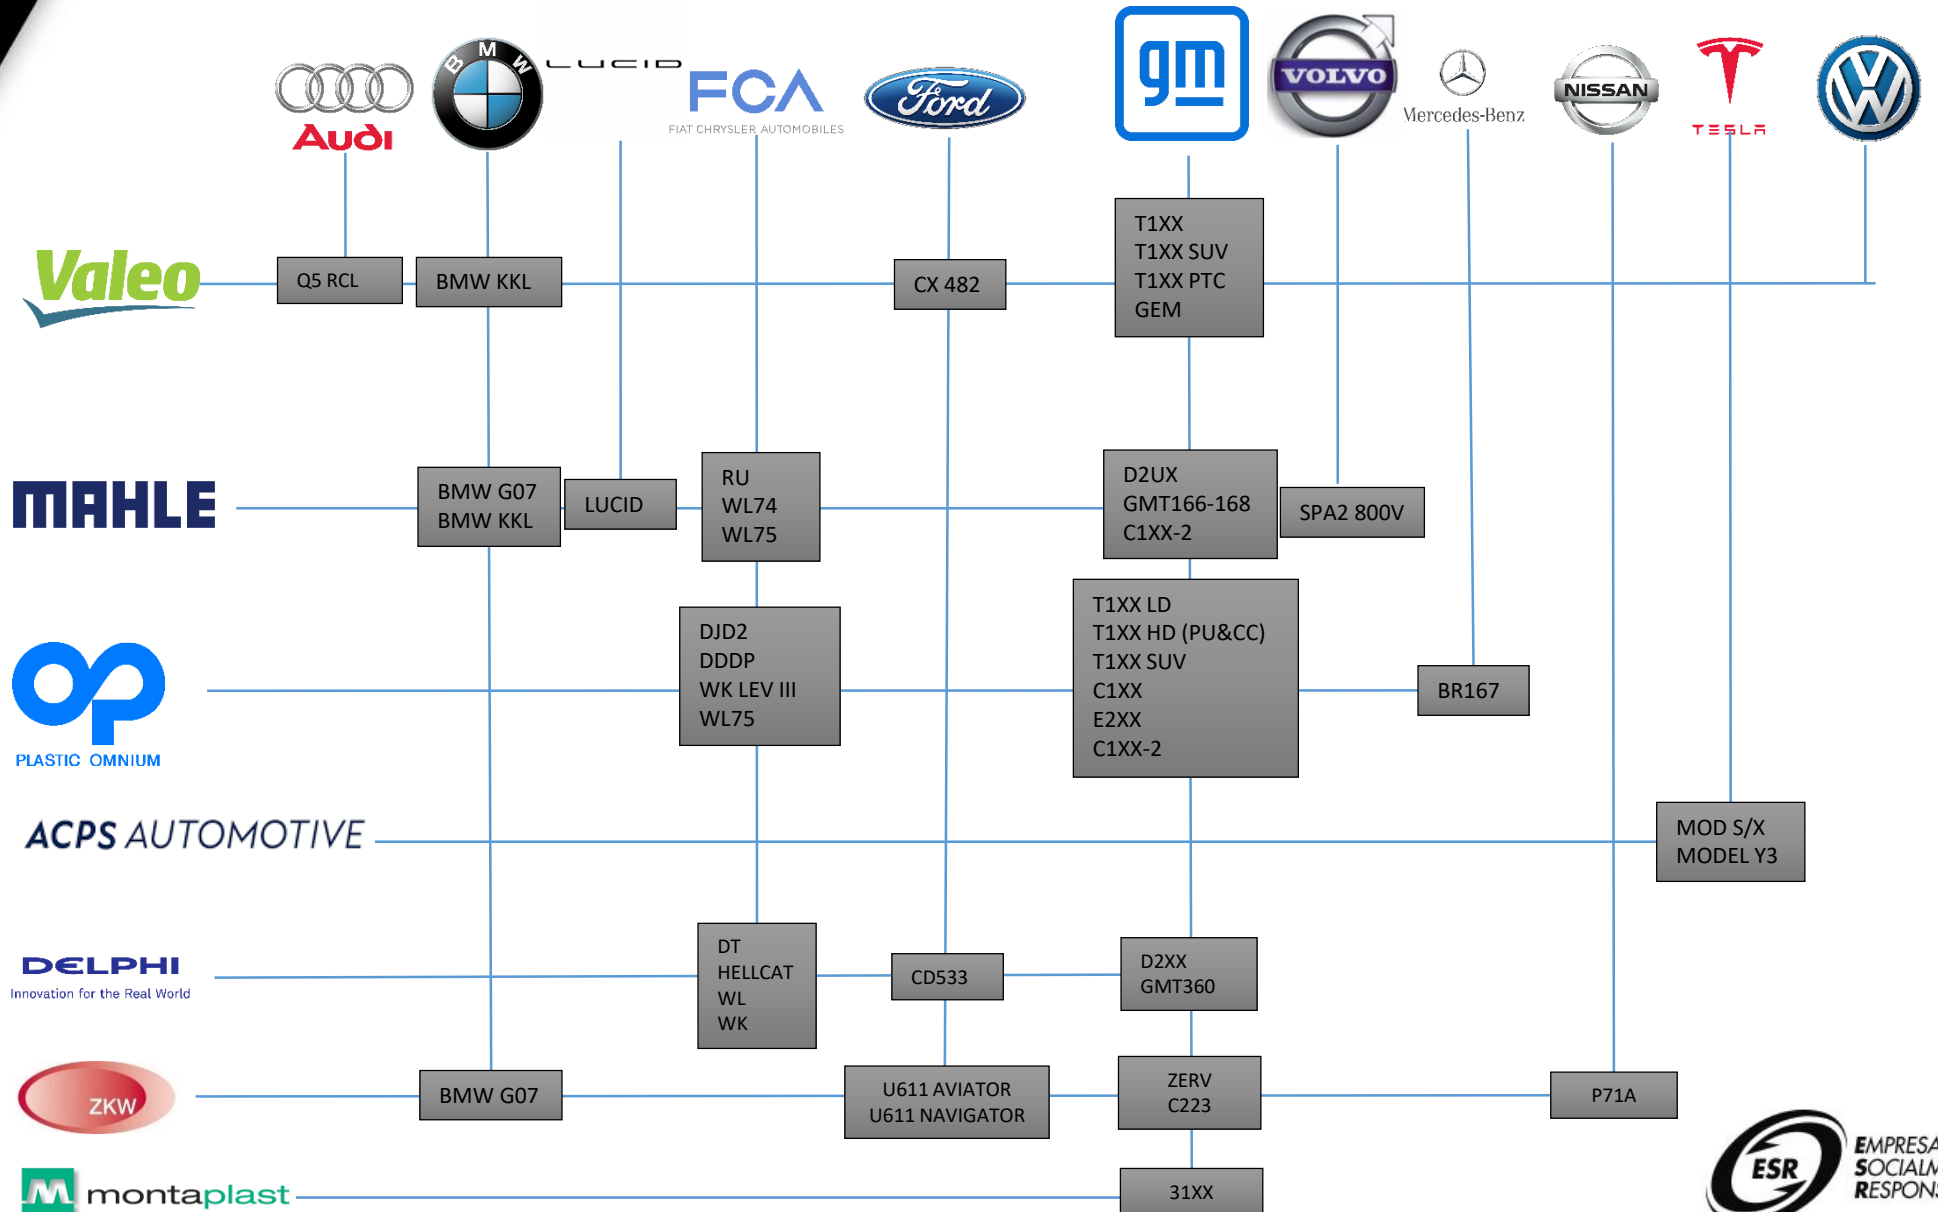 Audi
BMW
LUCID
FCA
FIAT CHRYSLER AUTOMOBILES
Ford
gm
VOLVO
Mercedes-Benz
NISSAN
TESLA
VW
Valeo
Q5 RCL
BMW KKL
CX 482
T1XX
T1XX SUV
T1XX PTC
GEM
MAHLE
BMW G07
BMW KKL
LUCID
RU
WL74
WL75
D2UX
GMT166-168
C1XX-2
SPA2 800V
OP
PLASTIC OMNIUM
DJD2
DDDP
WK LEV III
WL75
T1XX LD
T1XX HD (PU&CC)
T1XX SUV
C1XX
E2XX
C1XX-2
BR167
ACPS AUTOMOTIVE
MOD S/X
MODEL Y3
DELPHI
Innovation for the Real World
DT
HELLCAT
WL
WK
CD533
D2XX
GMT360
ZKW
BMW G07
U611 AVIATOR
U611 NAVIGATOR
ZERV
C223
P71A
M montaplast
31XX
ESR
EMPRESA
SOCIALM
RESPONS